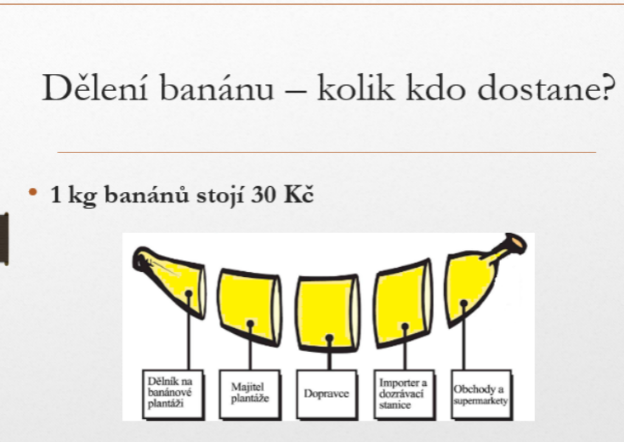 Dělení banánu – kolik kdo dostane?
• 1 kg banánů stojí 30 Kč
Dělník na
banánové
plantáži
Majitel
plantáže
Dopravce
Importer a
dozrávací
stanice
Obchody a
supermarkety